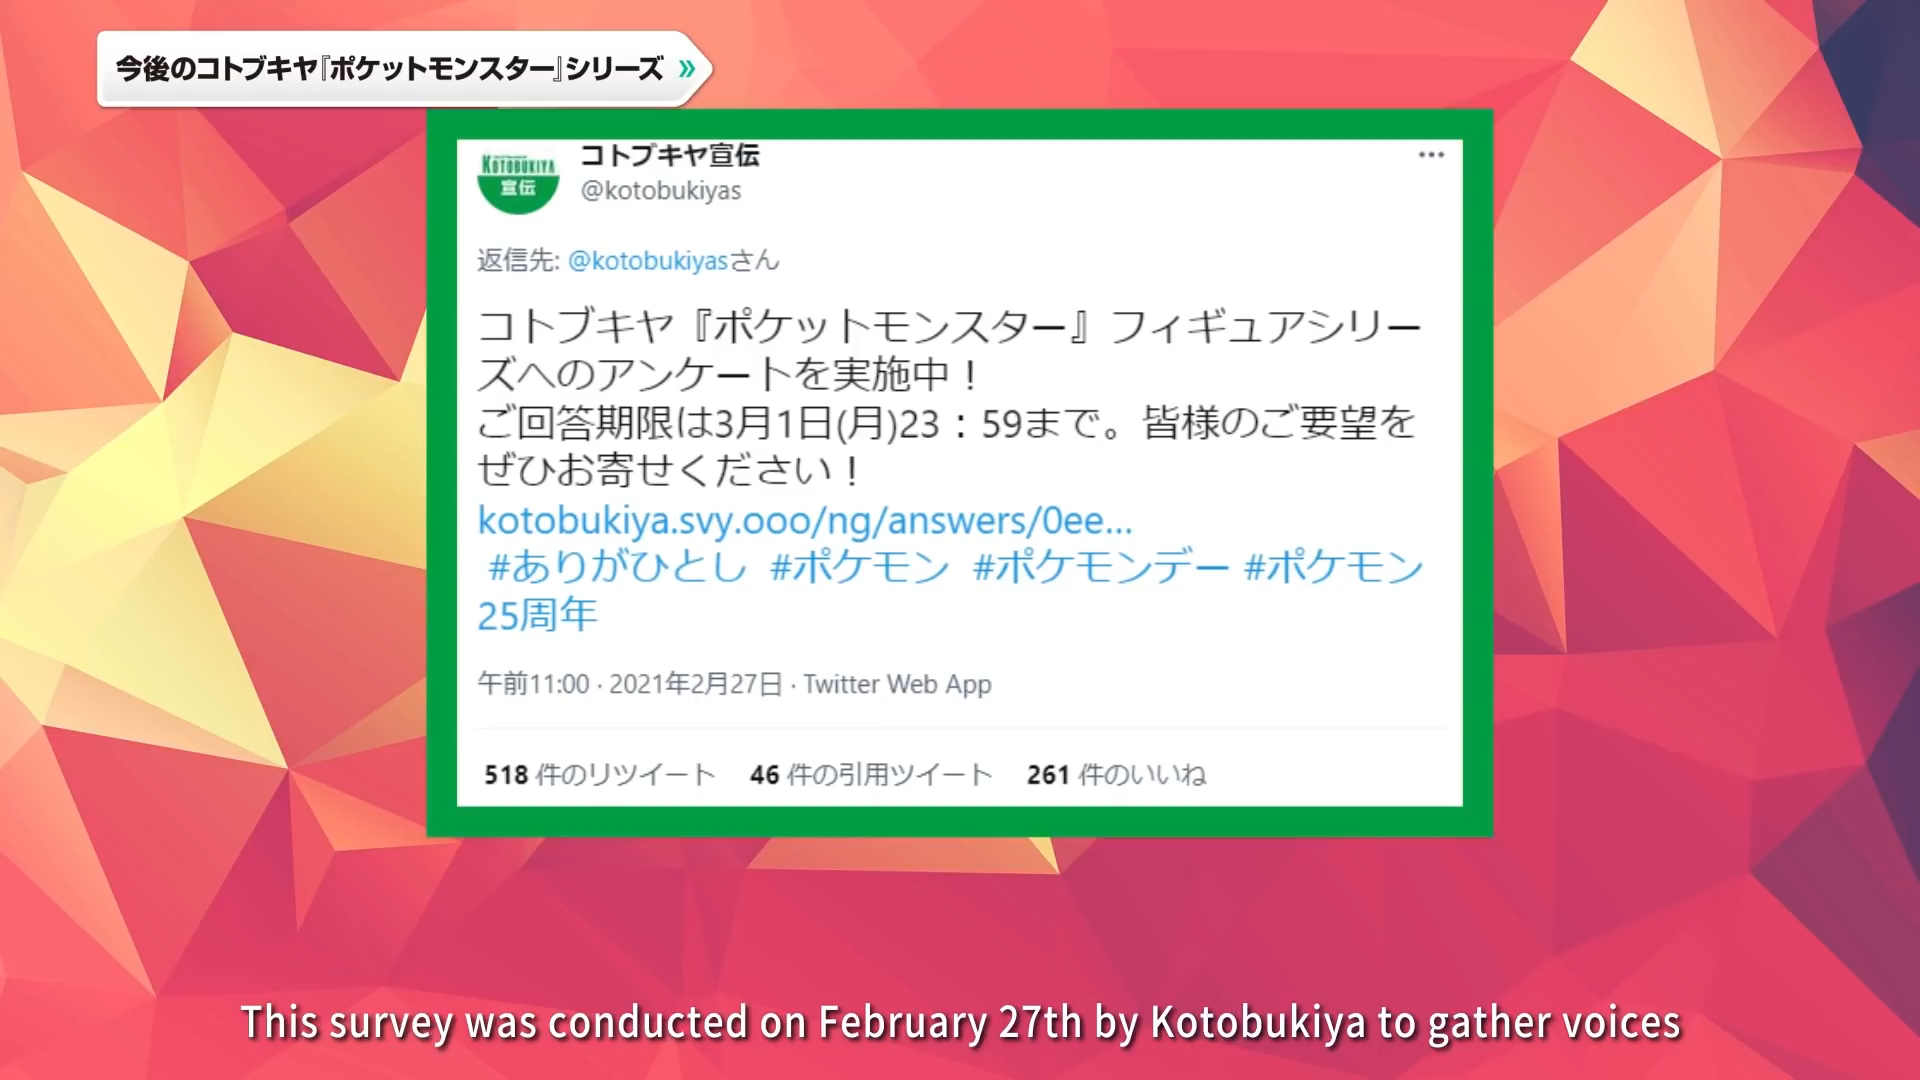 今後のコトブキヤ『ポケットモンスター』シリーズ »
KOTOBUKIYA
宣伝
コトブキヤ宣伝
@kotobukiyas
返信先: @kotobukiyasさん
コトブキヤ『ポケットモンスター』フィギュアシリー
ズへのアンケートを実施中！
ご回答期限は3月1日(月)23：59まで。皆様のご要望を
ぜひお寄せください！
kotobukiya.svy.ooo/ng/answers/0ee…
#ありがひとし #ポケモン #ポケモンデー #ポケモン
25周年
午前11:00 · 2021年2月27日 · Twitter Web App
518 件のリツイート 46 件の引用ツイート 261 件のいいね
This survey was conducted on February 27th by Kotobukiya to gather voices